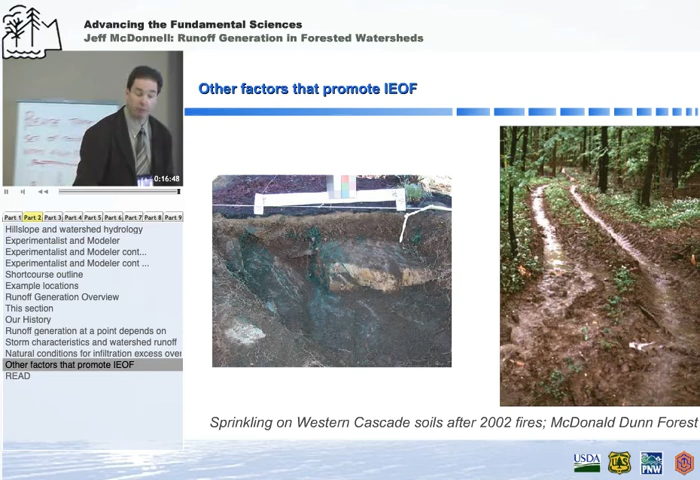 Advancing the Fundamental Sciences
Jeff McDonnell: Runoff Generation in Forested Watersheds
0:16:48
Part 1 Part 2 Part 3 Part 4 Part 5 Part 6 Part 7 Part 8 Part 9
Hillslope and watershed hydrology
Experimentalist and Modeler
Experimentalist and Modeler cont...
Experimentalist and Modeler cont ...
Shortcourse outline
Example locations
Runoff Generation Overview
This section
Our History
Runoff generation at a point depends on
Storm characteristics and watershed runoff
Natural conditions for infiltration excess over
Other factors that promote IEOF
READ
Other factors that promote IEOF
Sprinkling on Western Cascade soils after 2002 fires; McDonald Dunn Forest
USDA
PNW